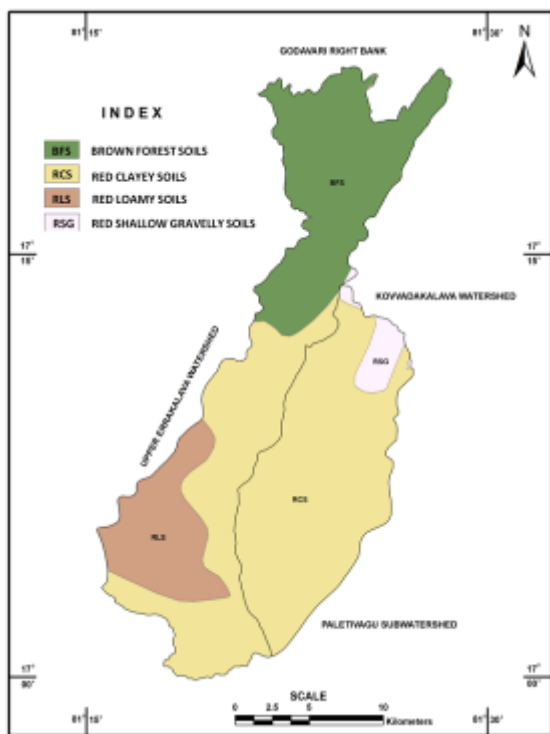 81° 15' 81° 30'
GODAVARI RIGHT BANK
N
INDEX
BFS BROWN FOREST SOILS
RCS RED CLAYEY SOILS
RLS RED LOAMY SOILS
RSG RED SHALLOW GRAVELLY SOILS
BFS
17° 17°
15' 15'
KOVVADAKALAVA WATERSHED
UPPER ERRAKALAVA WATERSHED
RSG
RCS
RLS
PALETIVAGU SUBWATERSHED
17° 17°
00' 00'
SCALE
0 2.5 5 10
Kilometers
81° 15' 81° 30'